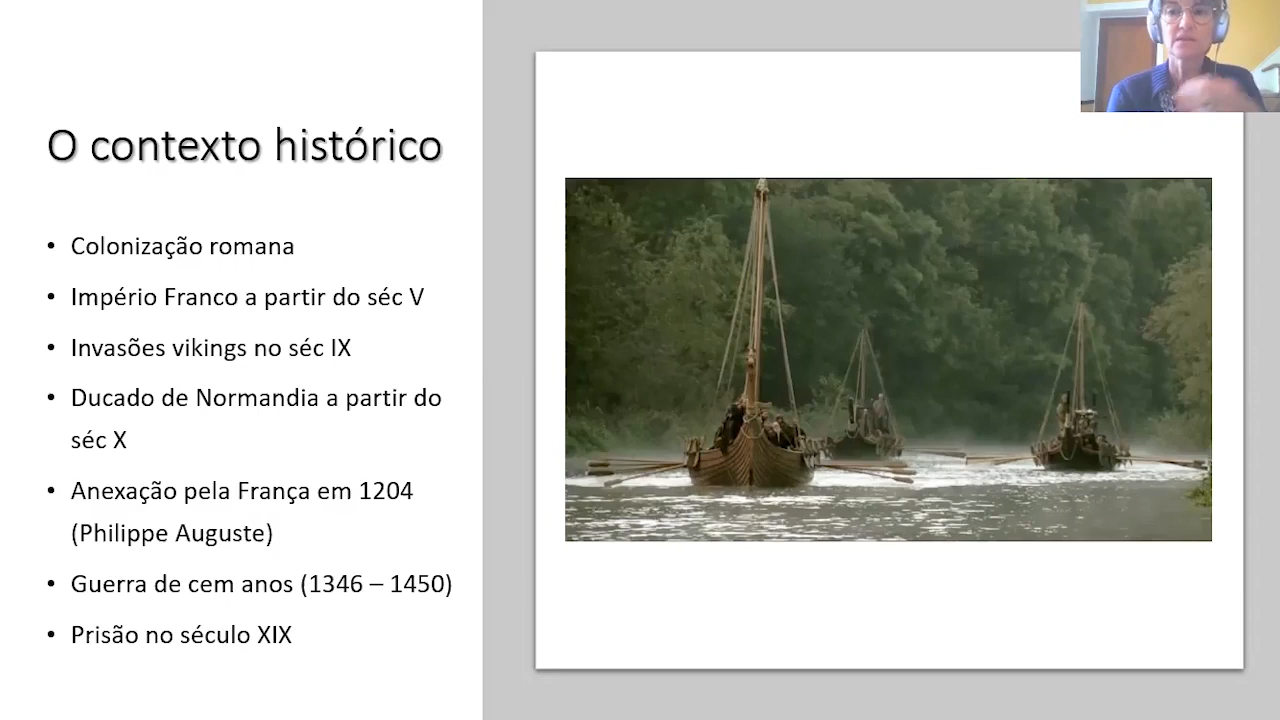 O contexto histórico
• Colonização romana
• Império Franco a partir do séc V
• Invasões vikings no séc IX
• Ducado de Normandia a partir do
séc X
• Anexação pela França em 1204
(Philippe Auguste)
• Guerra de cem anos (1346 – 1450)
• Prisão no século XIX